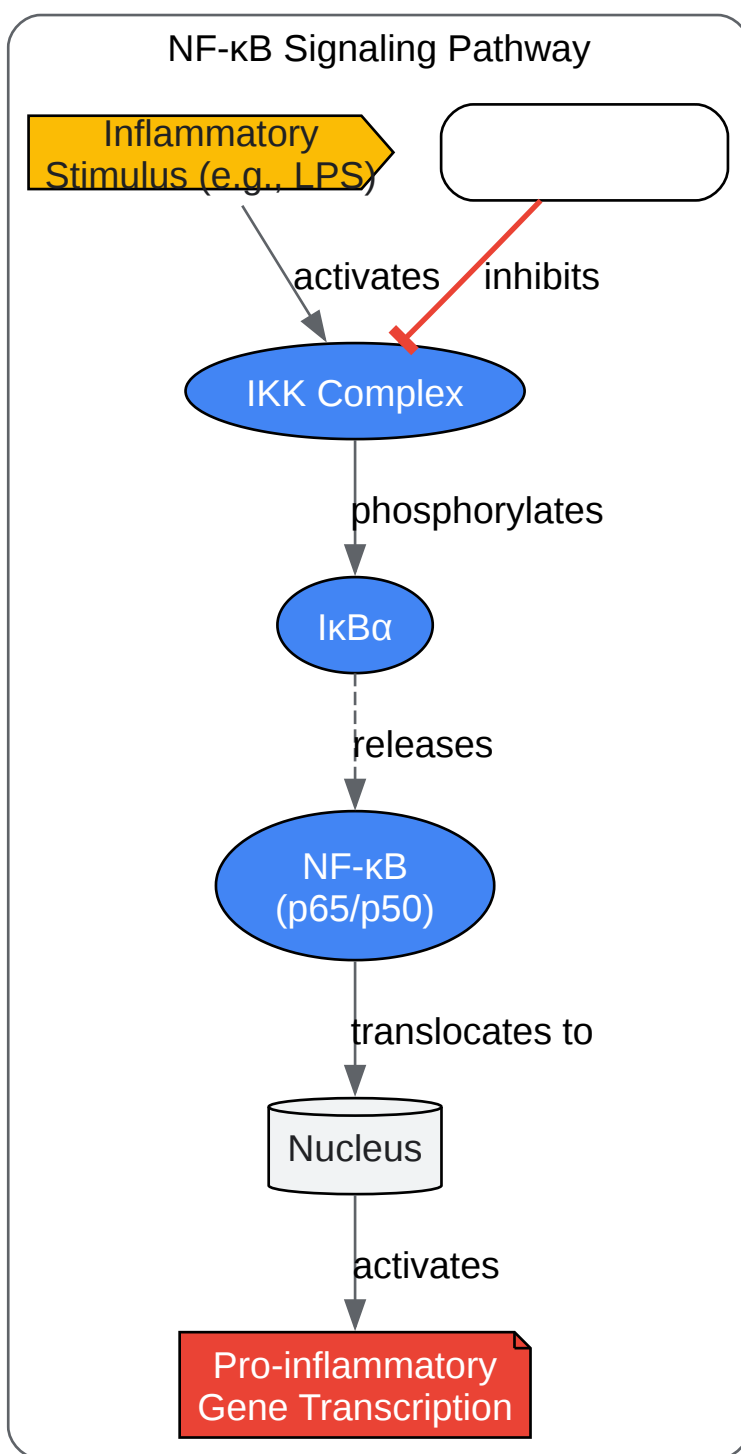 NF-κB Signaling Pathway
Inflammatory
Stimulus (e.g., LPS)
activates
inhibits
IKK Complex
phosphorylates
IκBα
releases
NF-κB
(p65/p50)
translocates to
Nucleus
activates
Pro-inflammatory
Gene Transcription